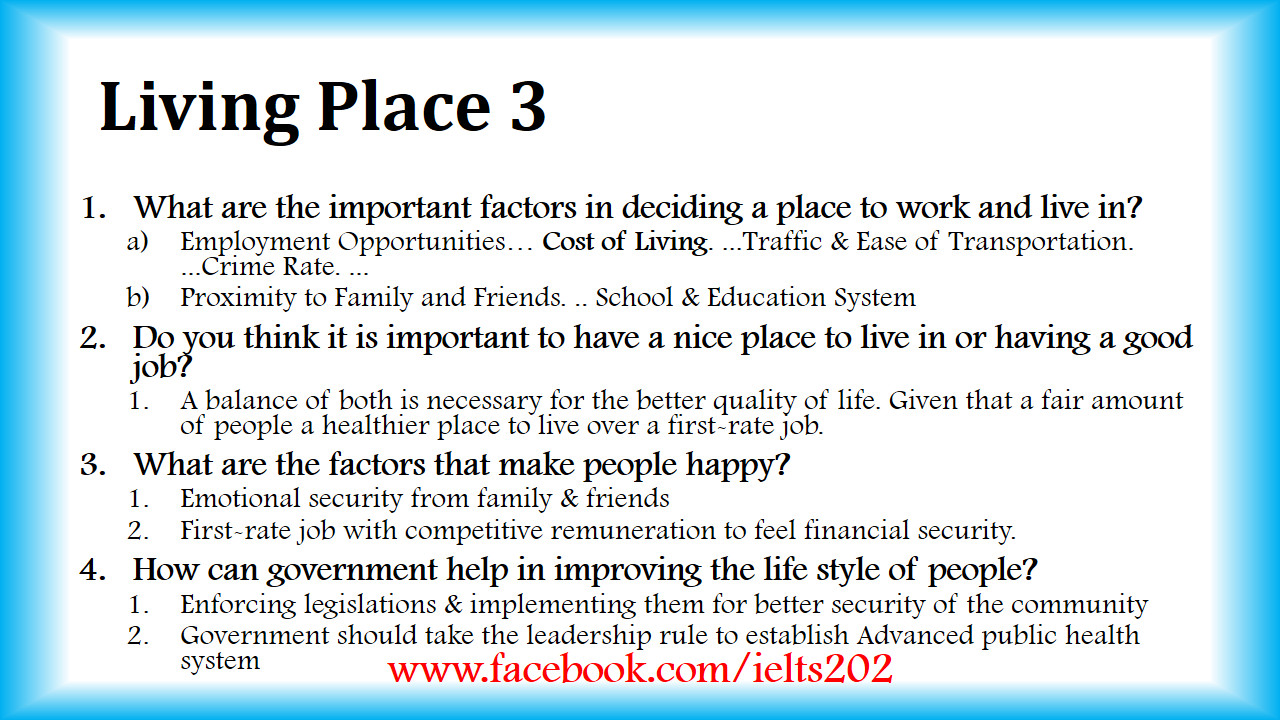 Living Place 3
1. What are the important factors in deciding a place to work and live in?
a) Employment Opportunities… Cost of Living. ...Traffic & Ease of Transportation.
...Crime Rate. ...
b) Proximity to Family and Friends. .. School & Education System
2. Do you think it is important to have a nice place to live in or having a good
job?
1. A balance of both is necessary for the better quality of life. Given that a fair amount
of people a healthier place to live over a first-rate job.
3. What are the factors that make people happy?
1. Emotional security from family & friends
2. First-rate job with competitive remuneration to feel financial security.
4. How can government help in improving the life style of people?
1. Enforcing legislations & implementing them for better security of the community
2. Government should take the leadership rule to establish Advanced public health
system
www.facebook.com/ielts202